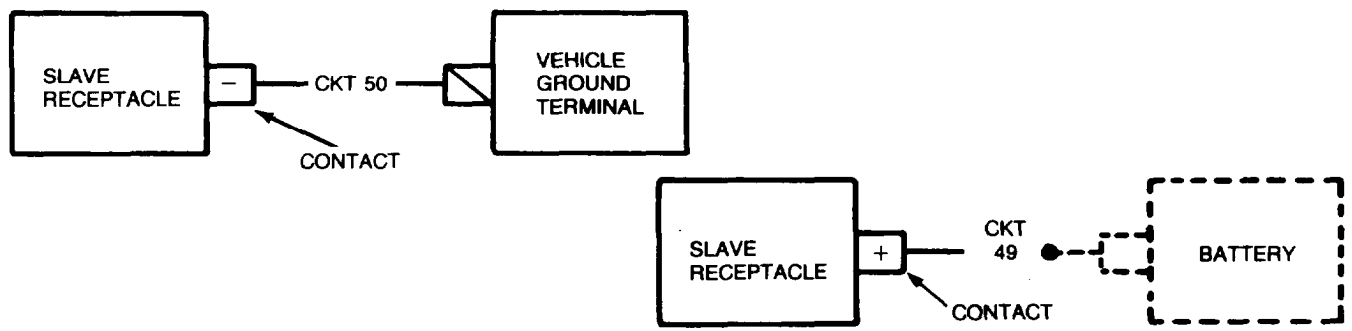 SLAVE
RECEPTACLE
−
CKT 50
VEHICLE
GROUND
TERMINAL
CONTACT
SLAVE
RECEPTACLE
+
CKT
49
BATTERY
CONTACT